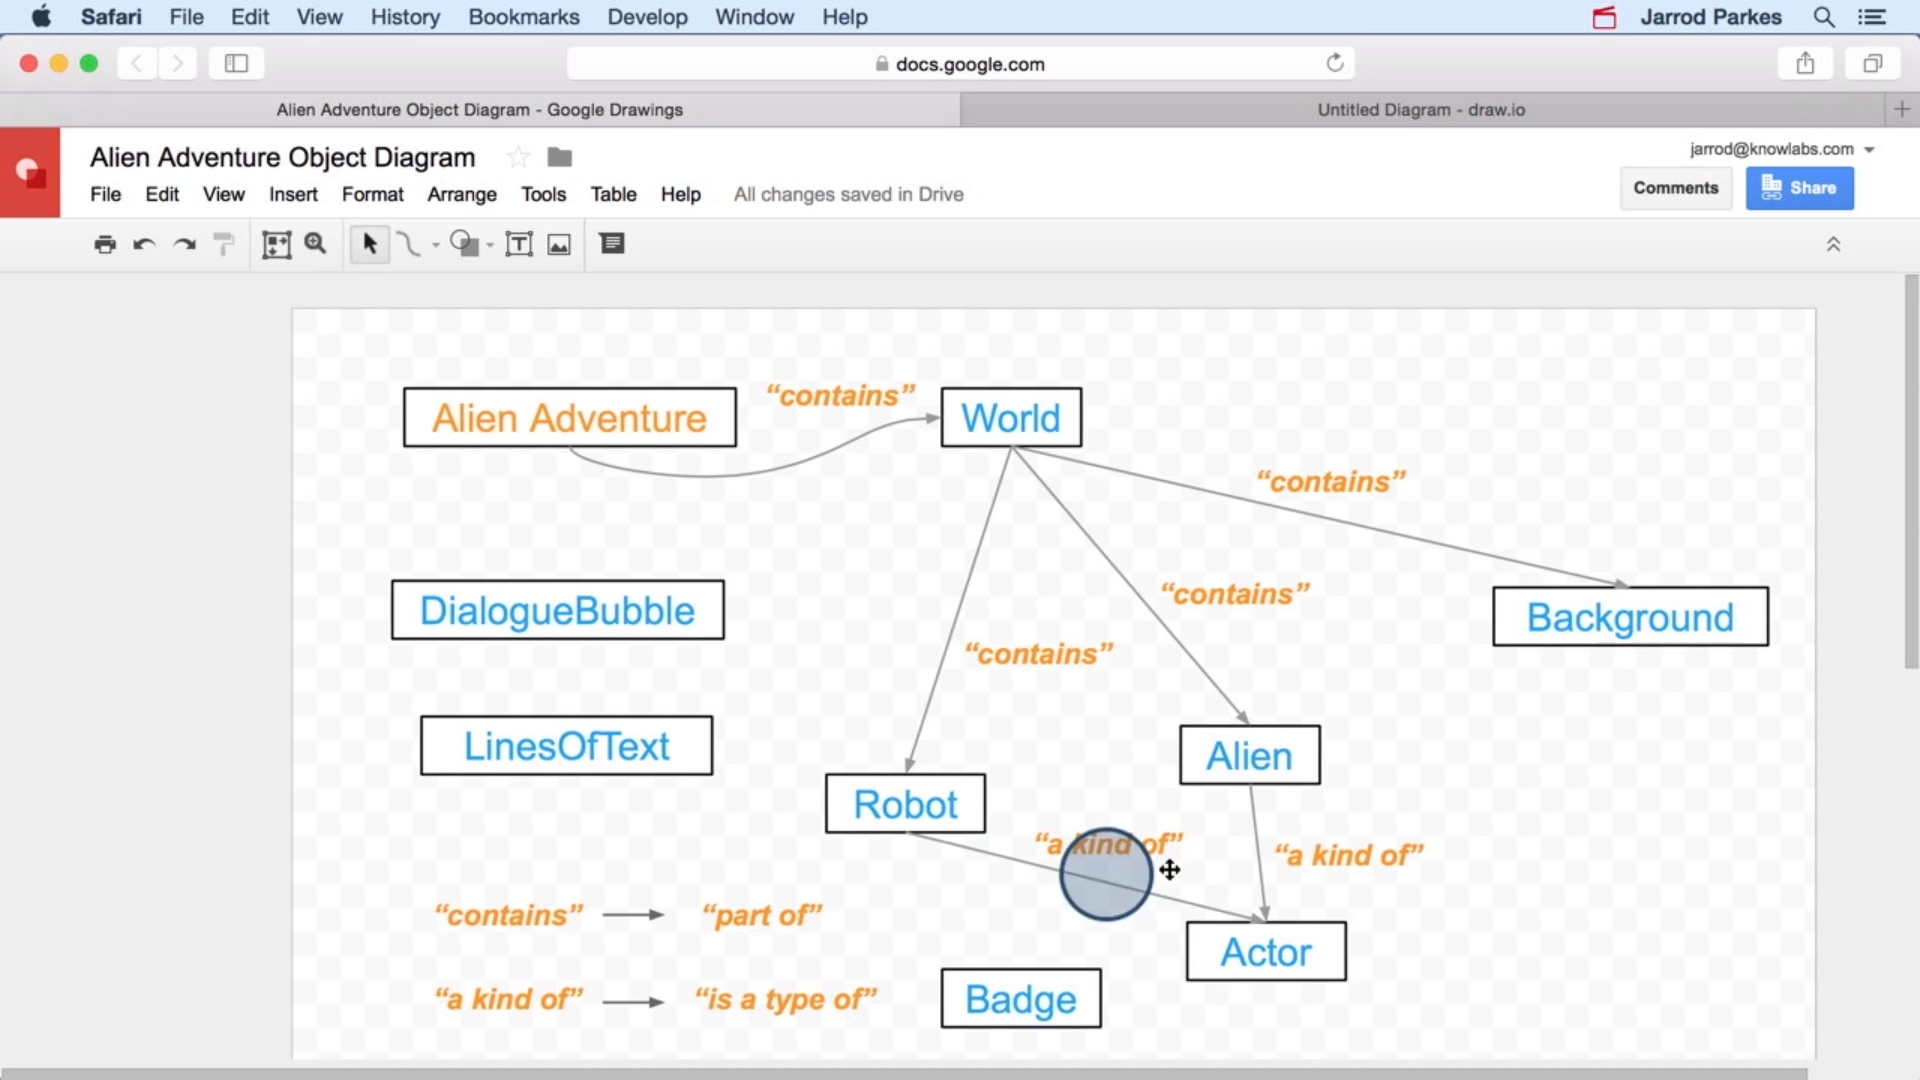 Safari File Edit View History Bookmarks Develop Window Help Jarrod Parkes
docs.google.com
Alien Adventure Object Diagram - Google Drawings Untitled Diagram - draw.io
Alien Adventure Object Diagram
jarrod@knowlabs.com
File Edit View Insert Format Arrange Tools Table Help All changes saved in Drive
Comments Share
“contains”
Alien Adventure World
“contains”
“contains”
DialogueBubble Background
“contains”
LinesOfText Alien
Robot
“a kind of” “a kind of”
“contains” “part of”
Actor
“a kind of” “is a type of” Badge